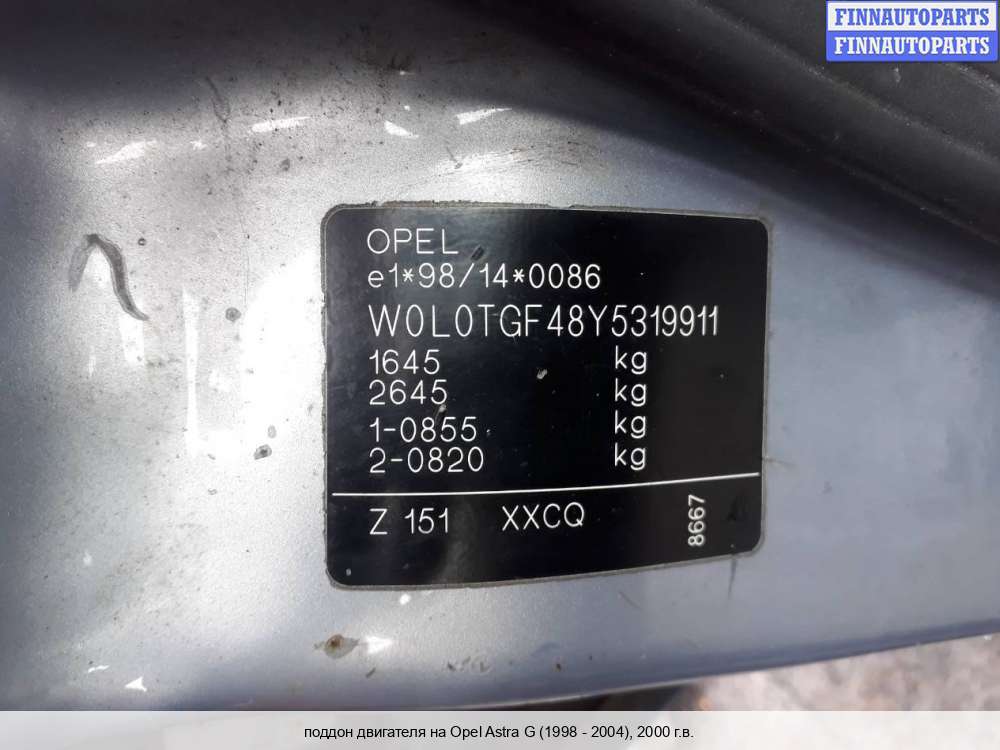 FINNAUTOPARTS
FINNAUTOPARTS
OPEL
e1*98/14*0086
W0L0TGF48Y5319911
1645 kg
2645 kg
1-0855 kg
2-0820 kg
Z 151 XXCQ 8667
поддон двигателя на Opel Astra G (1998 - 2004), 2000 г.в.